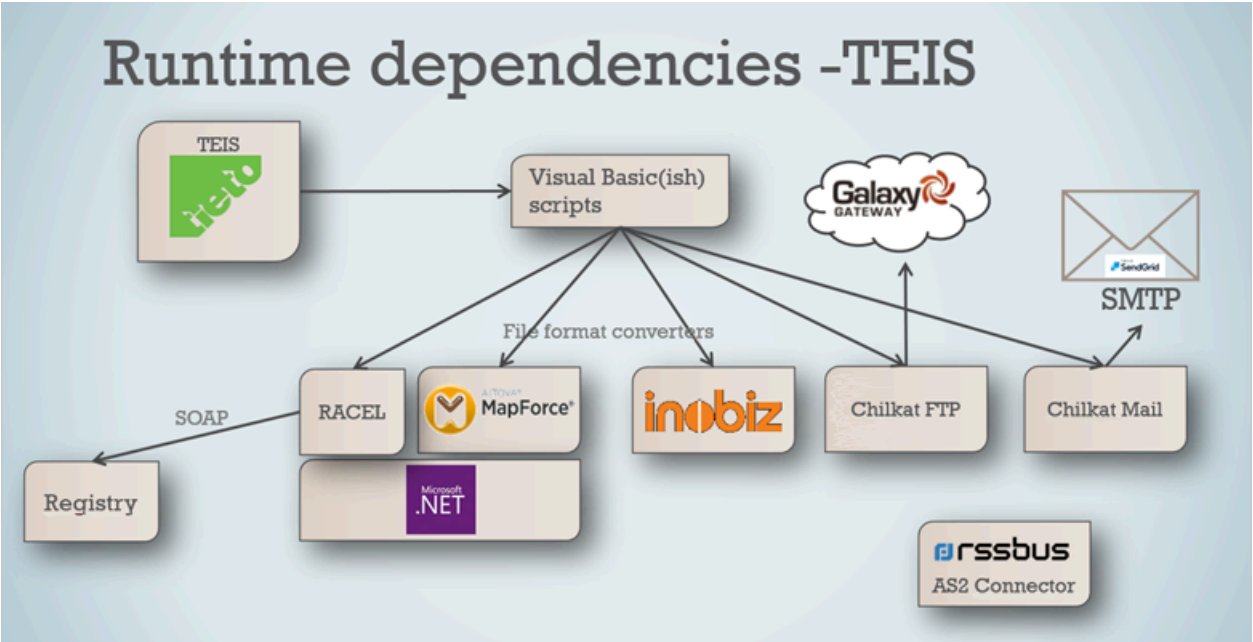 Runtime dependencies -TEIS
TEIS
tieto
Visual Basic(ish)
scripts
Galaxy
GATEWAY
SendGrid
SMTP
File format converters
SOAP
RACEL
ALTOVA®
MapForce®
inobiz
Chilkat FTP
Chilkat Mail
Registry
Microsoft
.NET
rssbus
AS2 Connector